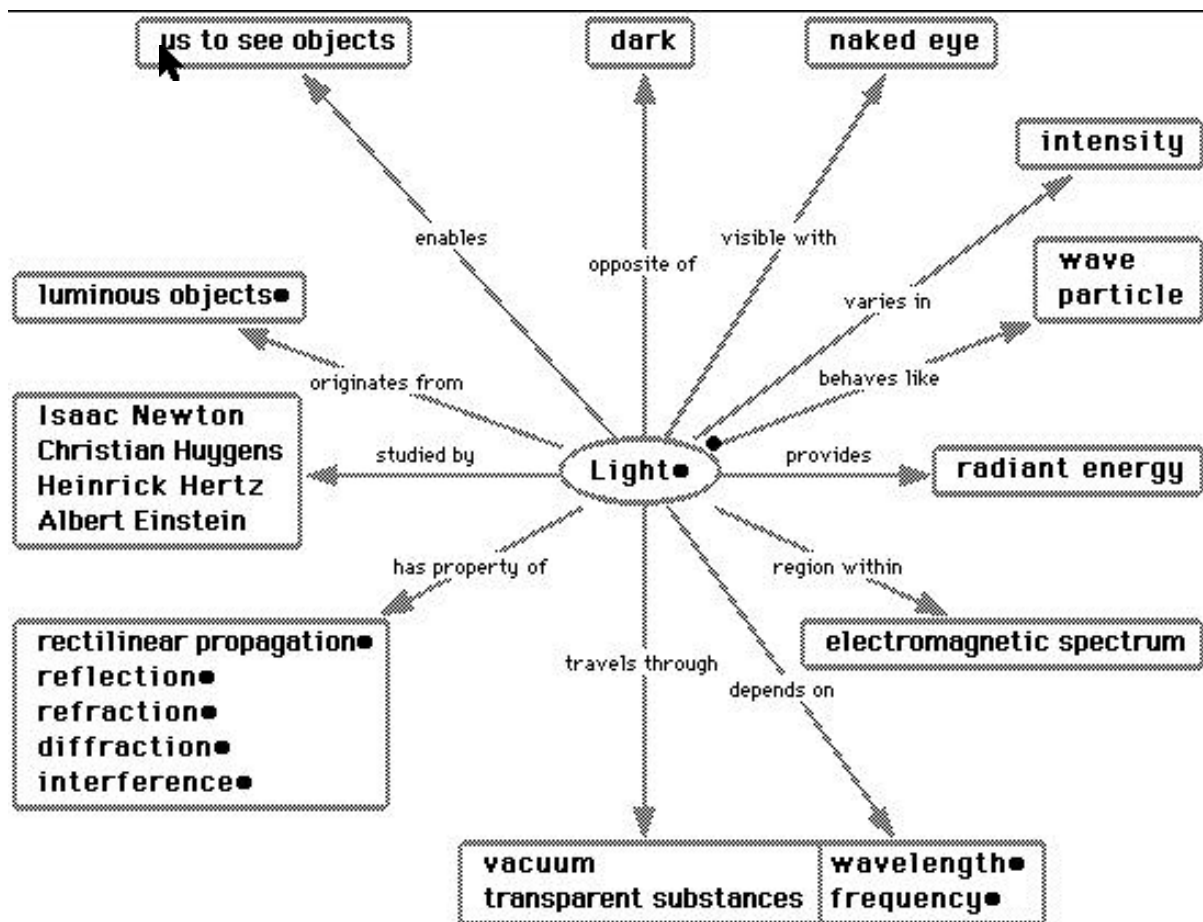 us to see objects
dark
naked eye
intensity
enables
visible with
opposite of
wave
particle
luminous objects
varies in
originates from
behaves like
Isaac Newton
Christian Huygens
Heinrick Hertz
Albert Einstein
studied by
Light
provides
radiant energy
has property of
region within
rectilinear propagation
reflection
refraction
diffraction
interference
electromagnetic spectrum
travels through
depends on
vacuum
transparent substances
wavelength
frequency